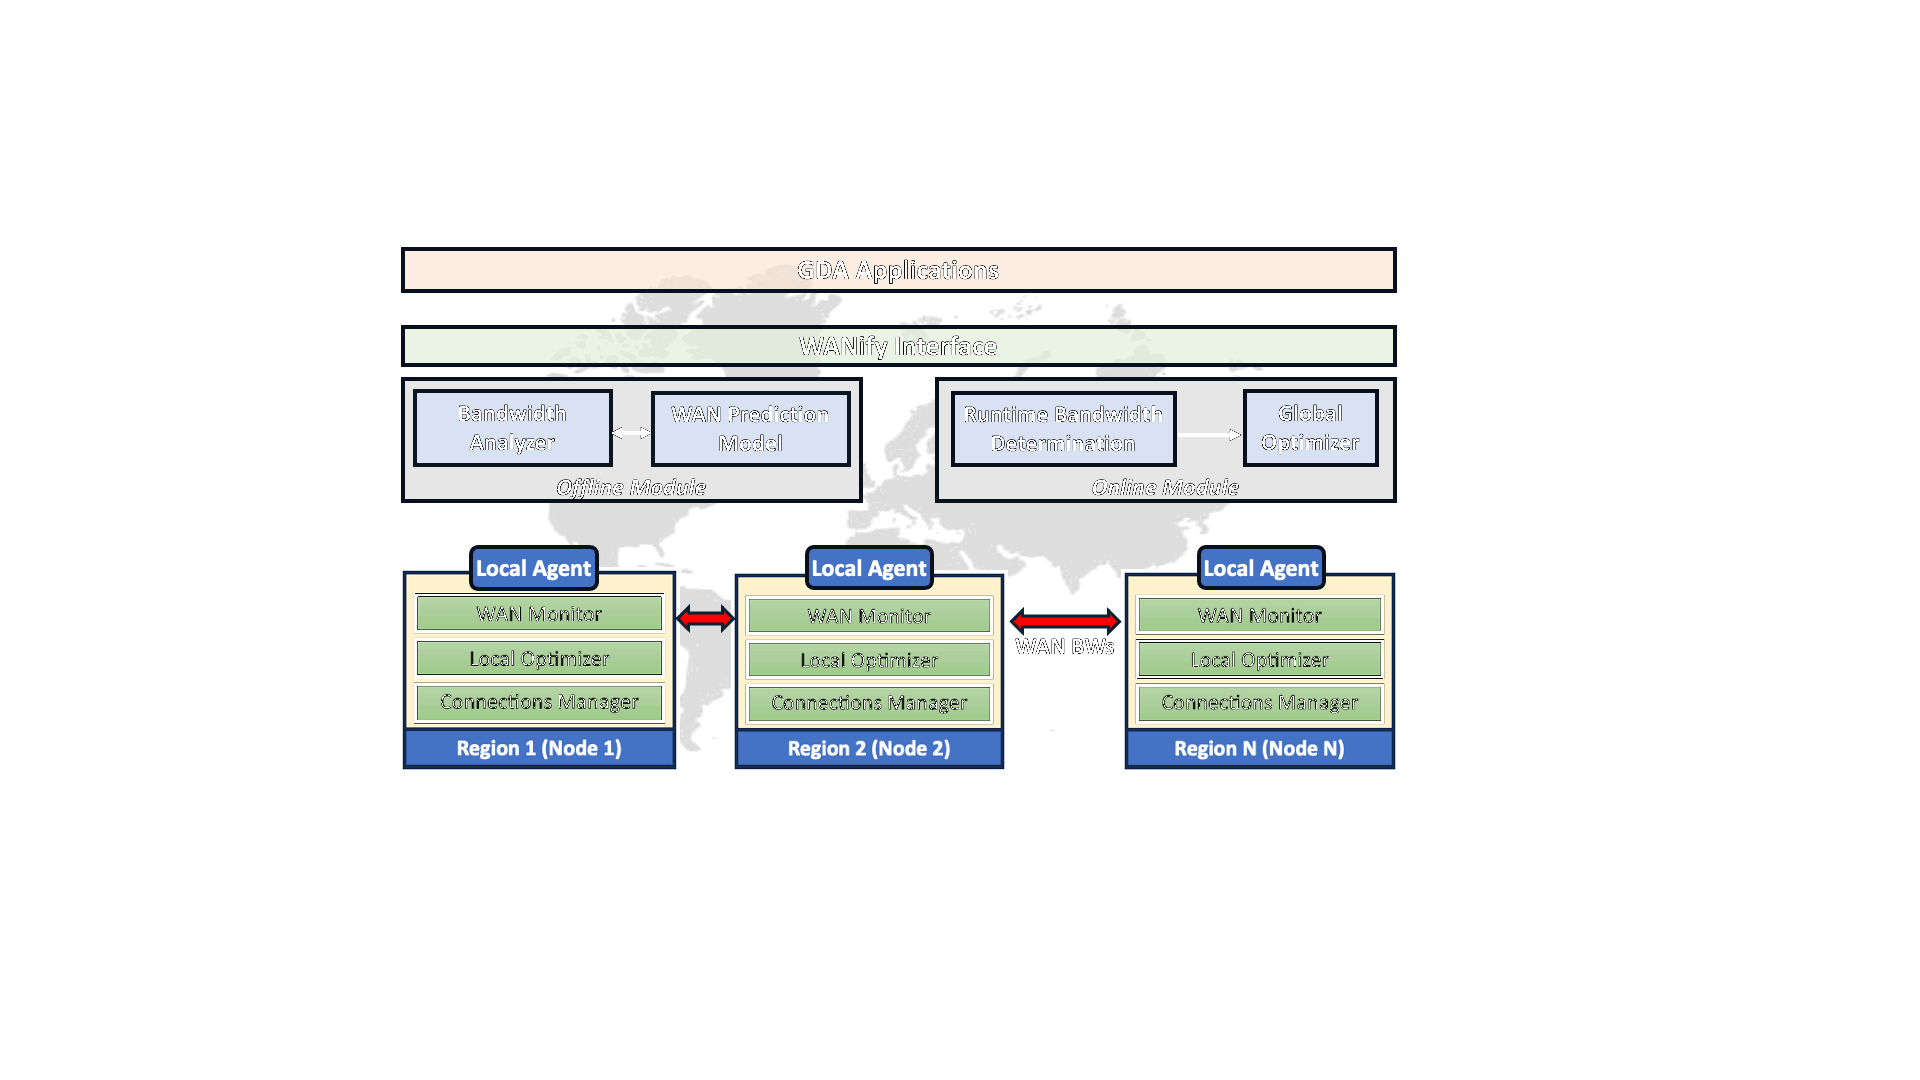 GDA Applications
WANify Interface
Bandwidth
Analyzer
WAN Prediction
Model
Offline Module
Runtime Bandwidth
Determination
Global
Optimizer
Online Module
Local Agent
WAN Monitor
Local Optimizer
Connections Manager
Region 1 (Node 1)
Local Agent
WAN Monitor
Local Optimizer
Connections Manager
Region 2 (Node 2)
WAN BWs
Local Agent
WAN Monitor
Local Optimizer
Connections Manager
Region N (Node N)